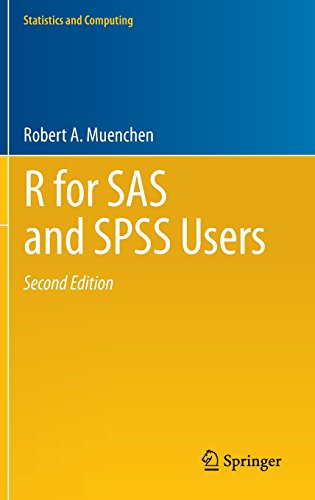 Statistics and Computing
Robert A. Muenchen
R for SAS
and SPSS Users
Second Edition
Springer